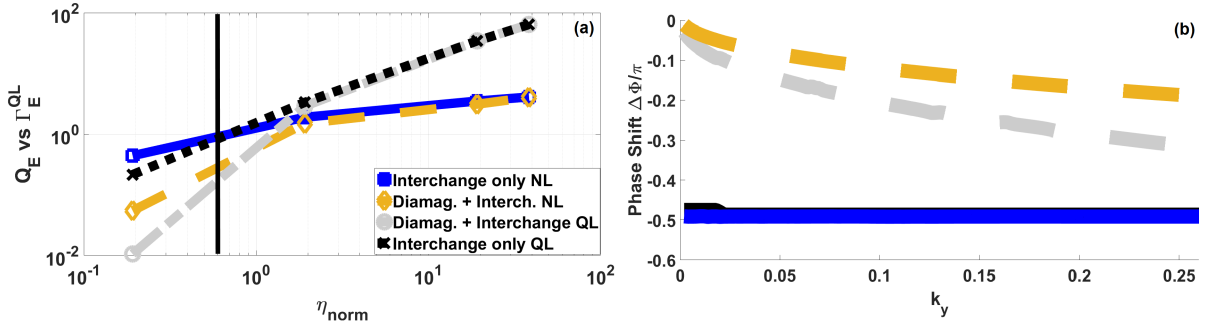 10^2
10^0
10^-2
Q_E vs Γ_E^QL
(a)
Interchange only NL
Diamag. + Interch. NL
Diamag. + Interchange QL
Interchange only QL
10^-1
10^0
10^1
10^2
η_norm
0
-0.1
-0.2
-0.3
-0.4
-0.5
-0.6
Phase Shift ΔΦ/π
(b)
0
0.05
0.1
0.15
0.2
0.25
k_y